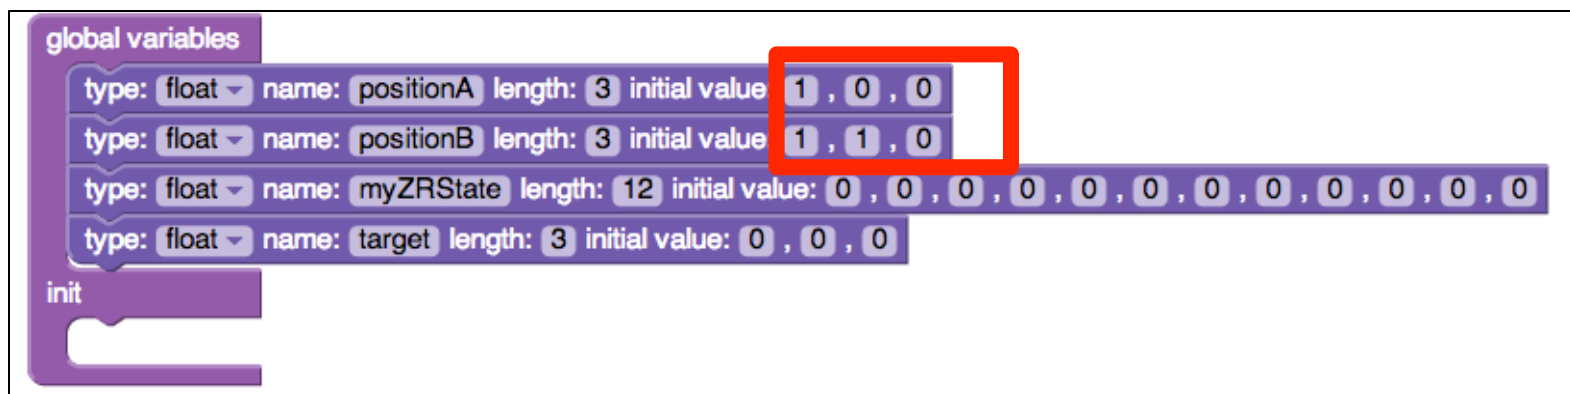 global variables
type: float name: positionA length: 3 initial value: 1 , 0 , 0
type: float name: positionB length: 3 initial value: 1 , 1 , 0
type: float name: myZRState length: 12 initial value: 0 , 0 , 0 , 0 , 0 , 0 , 0 , 0 , 0 , 0 , 0 , 0
type: float name: target length: 3 initial value: 0 , 0 , 0
init